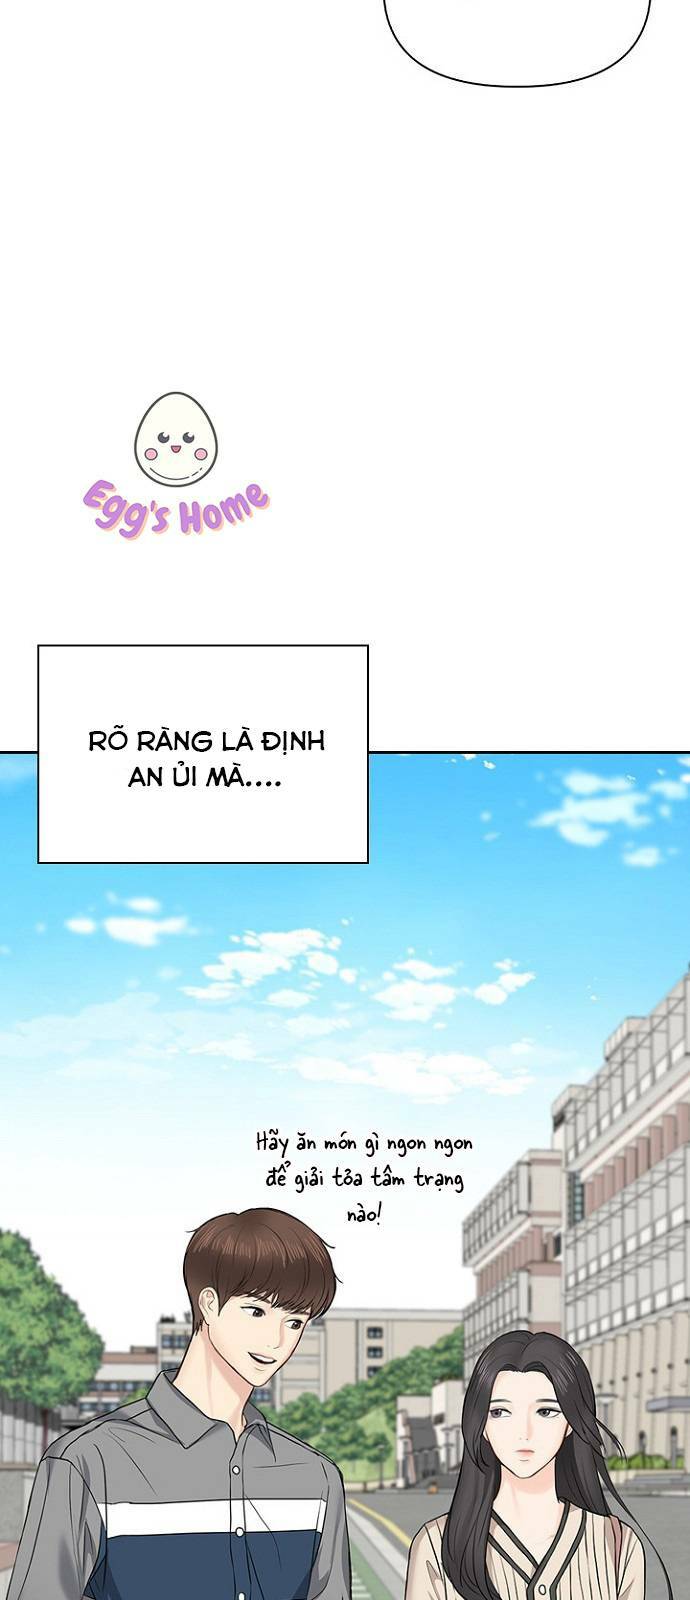 Egg's Home
RÕ RÀNG LÀ ĐỊNH
AN ỦI MÀ....
Hãy ăn món gì ngon ngon
để giải tỏa tâm trạng
nào!